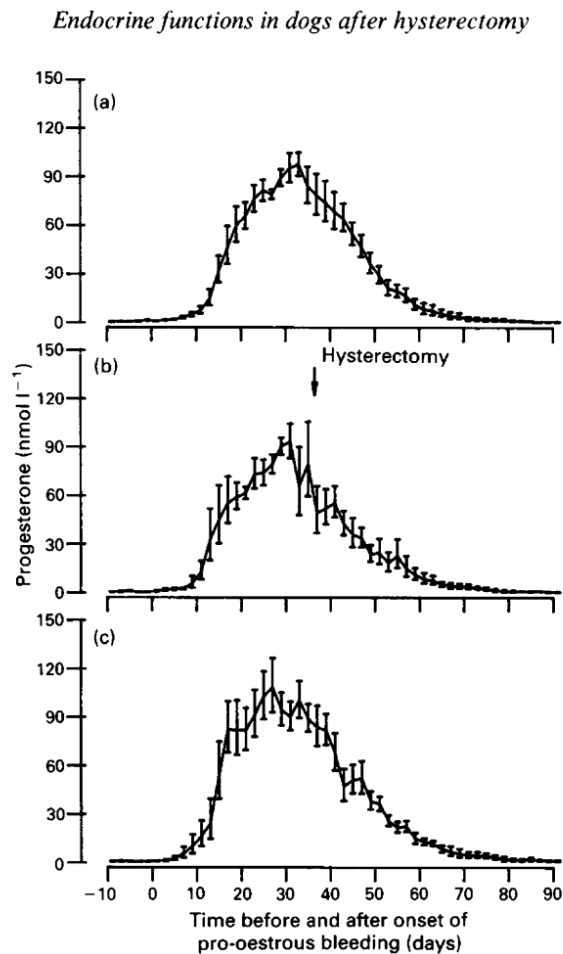 Endocrine functions in dogs after hysterectomy
150
(a)
120
90
60
30
0
150
(b)
Hysterectomy
120
90
60
30
0
Progesterone (nmol l⁻¹)
150
(c)
120
90
60
30
0
−10 0 10 20 30 40 50 60 70 80 90
Time before and after onset of
pro-oestrous bleeding (days)